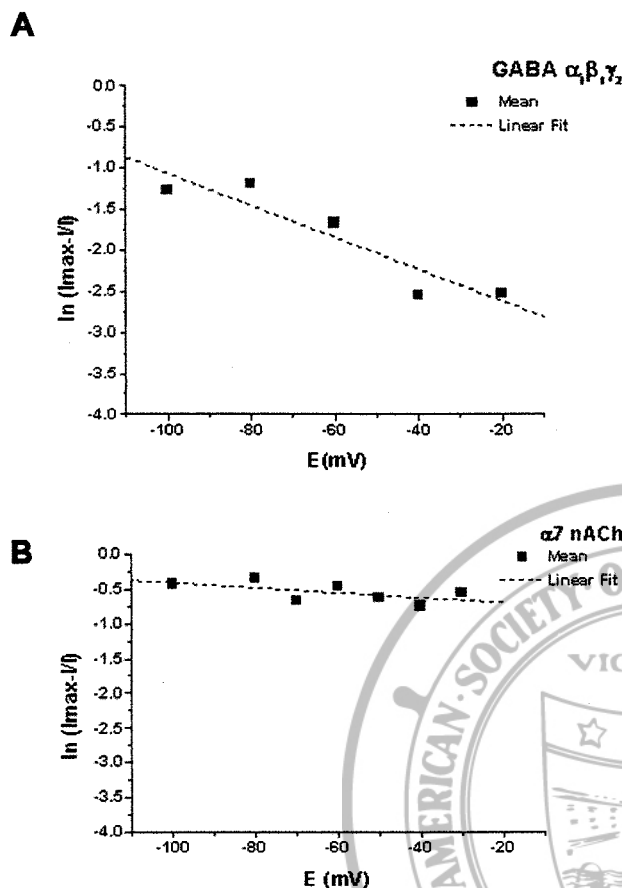 A
GABA α₁β₁γ₂
Mean
Linear Fit
ln (Imax-I/I)
0.0
-0.5
-1.0
-1.5
-2.0
-2.5
-3.0
-3.5
-4.0
-100 -80 -60 -40 -20
E (mV)
B
α7 nACh
Mean
Linear Fit
ln (Imax-I/I)
0.0
-0.5
-1.0
-1.5
-2.0
-2.5
-3.0
-3.5
-4.0
-100 -80 -60 -40 -20
E (mV)
AMERICAN · SOCIETY · O
VIC